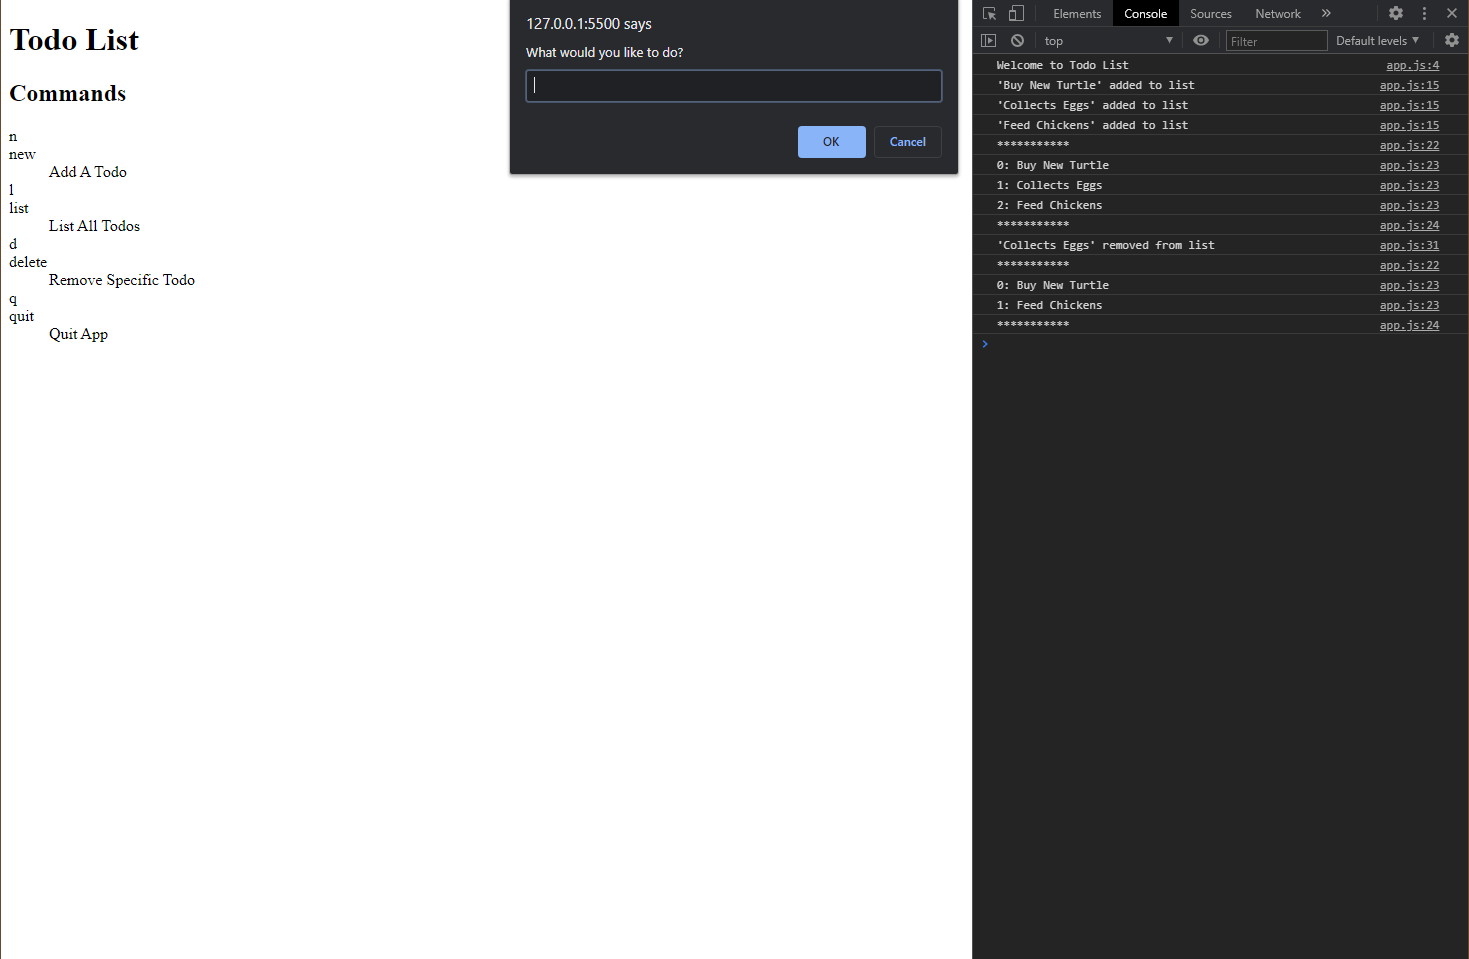 Todo List
Commands
n
new
Add A Todo
l
list
List All Todos
d
delete
Remove Specific Todo
q
quit
Quit App
127.0.0.1:5500 says
What would you like to do?
OK Cancel
Elements Console Sources Network »
top Filter Default levels
Welcome to Todo List app.js:4
'Buy New Turtle' added to list app.js:15
'Collects Eggs' added to list app.js:15
'Feed Chickens' added to list app.js:15
*********** app.js:22
0: Buy New Turtle app.js:23
1: Collects Eggs app.js:23
2: Feed Chickens app.js:23
*********** app.js:24
'Collects Eggs' removed from list app.js:31
*********** app.js:22
0: Buy New Turtle app.js:23
1: Feed Chickens app.js:23
*********** app.js:24
>